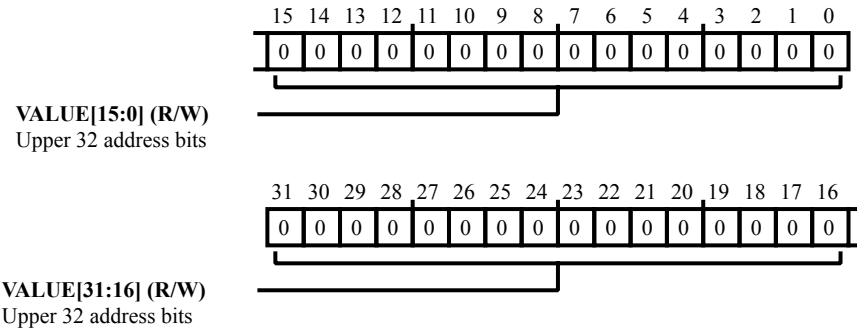 15 14 13 12 11 10 9 8 7 6 5 4 3 2 1 0
0 0 0 0 0 0 0 0 0 0 0 0 0 0 0 0
VALUE[15:0] (R/W)
Upper 32 address bits
31 30 29 28 27 26 25 24 23 22 21 20 19 18 17 16
0 0 0 0 0 0 0 0 0 0 0 0 0 0 0 0
VALUE[31:16] (R/W)
Upper 32 address bits